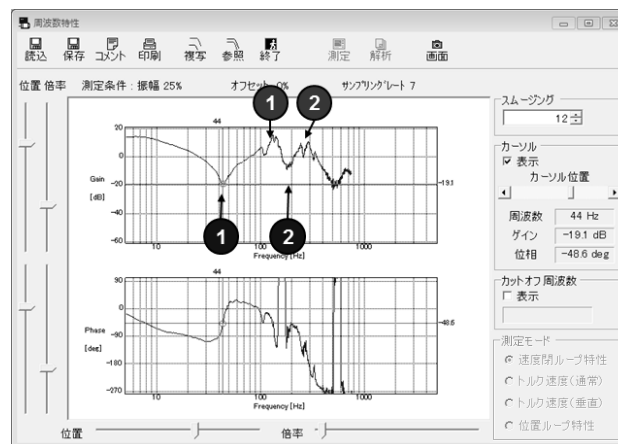 周波数特性
読込 保存 コメント 印刷 複写 参照 終了 測定 解析 画面
位置 倍率 測定条件 : 振幅 25% オフセット 0% サンプリングレート 7
スムージング
12
1 2
44
20
0
-20
-40
-60
Gain
[dB]
-19.1
1 2
10 100 1000
Frequency[Hz]
カーソル
表示
カーソル位置
周波数 44 Hz
ゲイン -19.1 dB
位相 -48.6 deg
44
90
0
-90
-180
-270
Phase
[deg]
-48.6
10 100 1000
Frequency[Hz]
カットオフ周波数
表示
測定モード
速度閉ループ特性
トルク速度(通常)
トルク速度(垂直)
位置ループ特性
位置 倍率